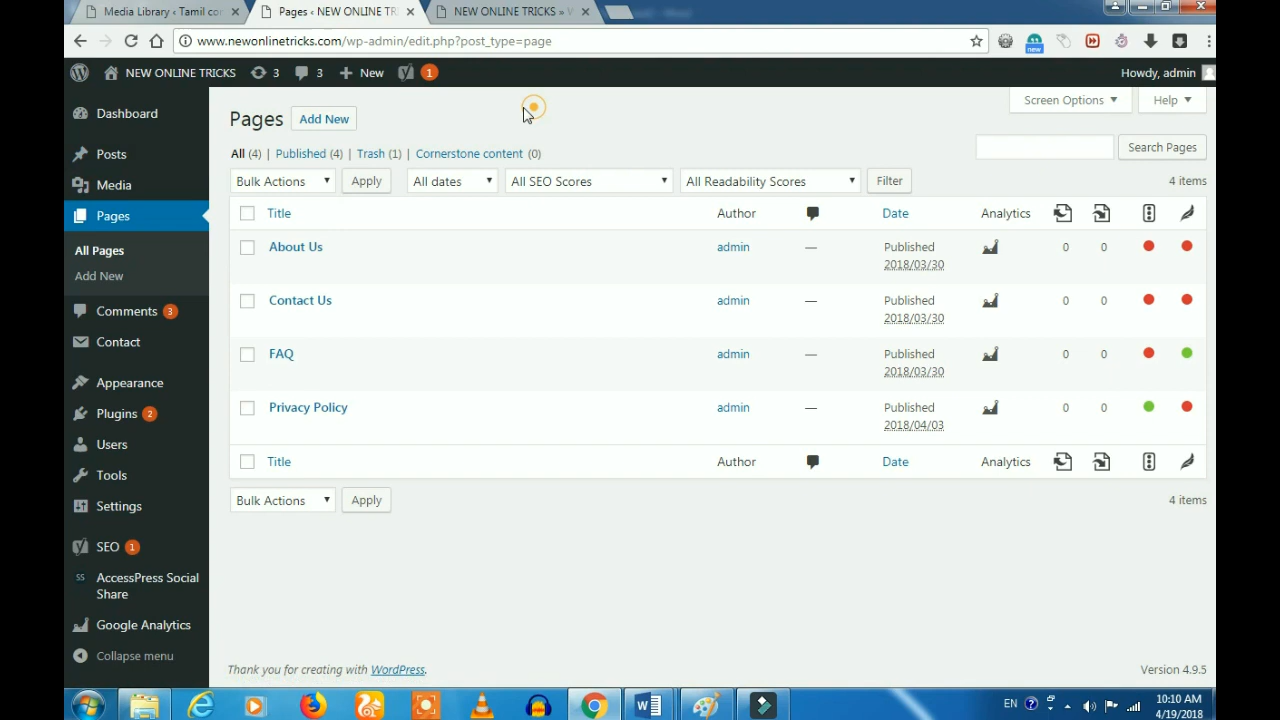 Media Library ‹ Tamil co
Pages ‹ NEW ONLINE TR
NEW ONLINE TRICKS »
www.newonlinetricks.com/wp-admin/edit.php?post_type=page
new
NEW ONLINE TRICKS 3 3 New 1 Howdy, admin
Screen Options Help
Dashboard
Posts
Media
Pages
All Pages
Add New
Comments 3
Contact
Appearance
Plugins 2
Users
Tools
Settings
SEO 1
SS AccessPress Social
Share
Google Analytics
Collapse menu
Pages Add New
All (4) | Published (4) | Trash (1) | Cornerstone content (0)
Search Pages
Bulk Actions Apply All dates All SEO Scores All Readability Scores Filter 4 items
Title Author Date Analytics
About Us admin — Published 0 0
2018/03/30
Contact Us admin — Published 0 0
2018/03/30
FAQ admin — Published 0 0
2018/03/30
Privacy Policy admin — Published 0 0
2018/04/03
Title Author Date Analytics
Bulk Actions Apply 4 items
Thank you for creating with WordPress. Version 4.9.5
EN 10:10 AM
4/19/2018